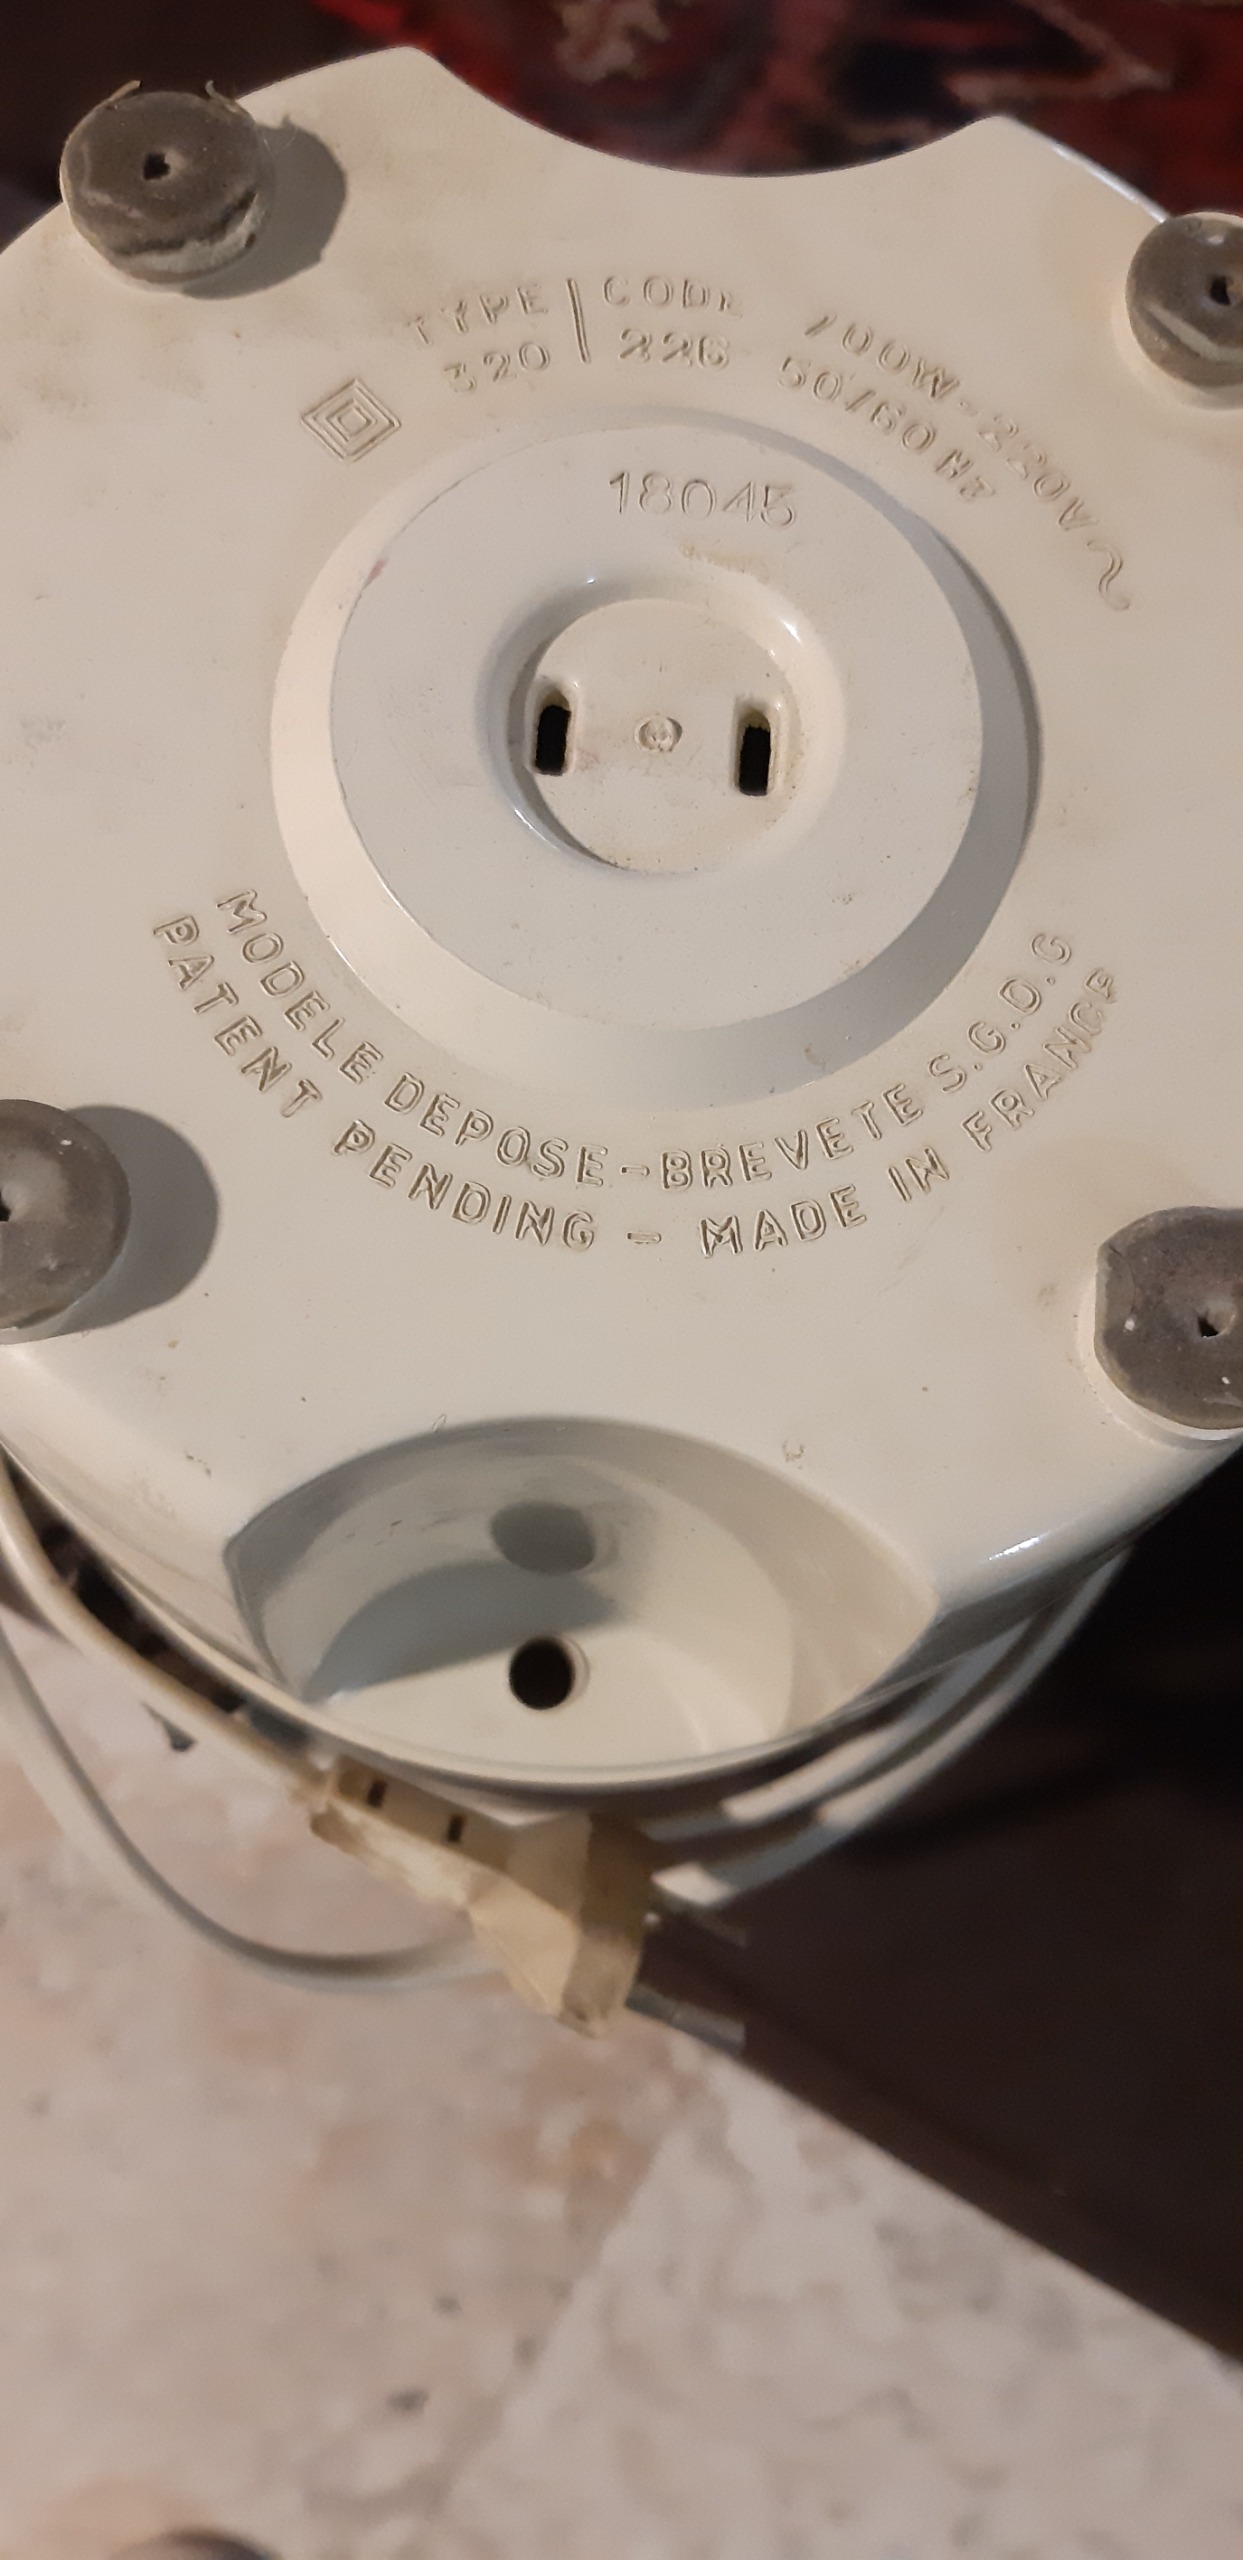 TYPE | CODE 700W-220V~
320 | 226 50/60HZ
18045
MODELE DEPOSE-BREVETE S.G.D.G
PATENT PENDING - MADE IN FRANCE